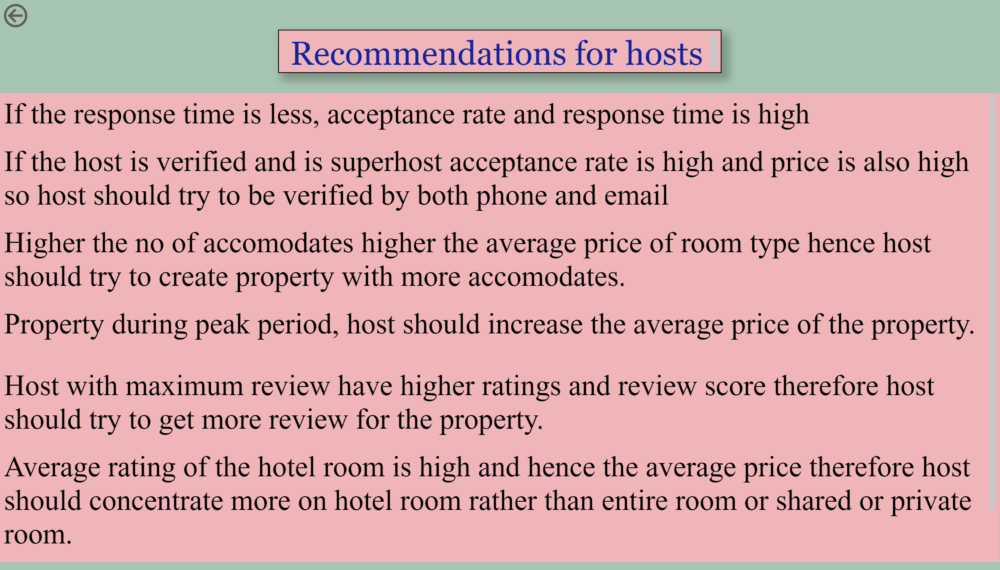 Recommendations for hosts
If the response time is less, acceptance rate and response time is high
If the host is verified and is superhost acceptance rate is high and price is also high
so host should try to be verified by both phone and email
Higher the no of accomodates higher the average price of room type hence host
should try to create property with more accomodates.
Property during peak period, host should increase the average price of the property.
Host with maximum review have higher ratings and review score therefore host
should try to get more review for the property.
Average rating of the hotel room is high and hence the average price therefore host
should concentrate more on hotel room rather than entire room or shared or private
room.